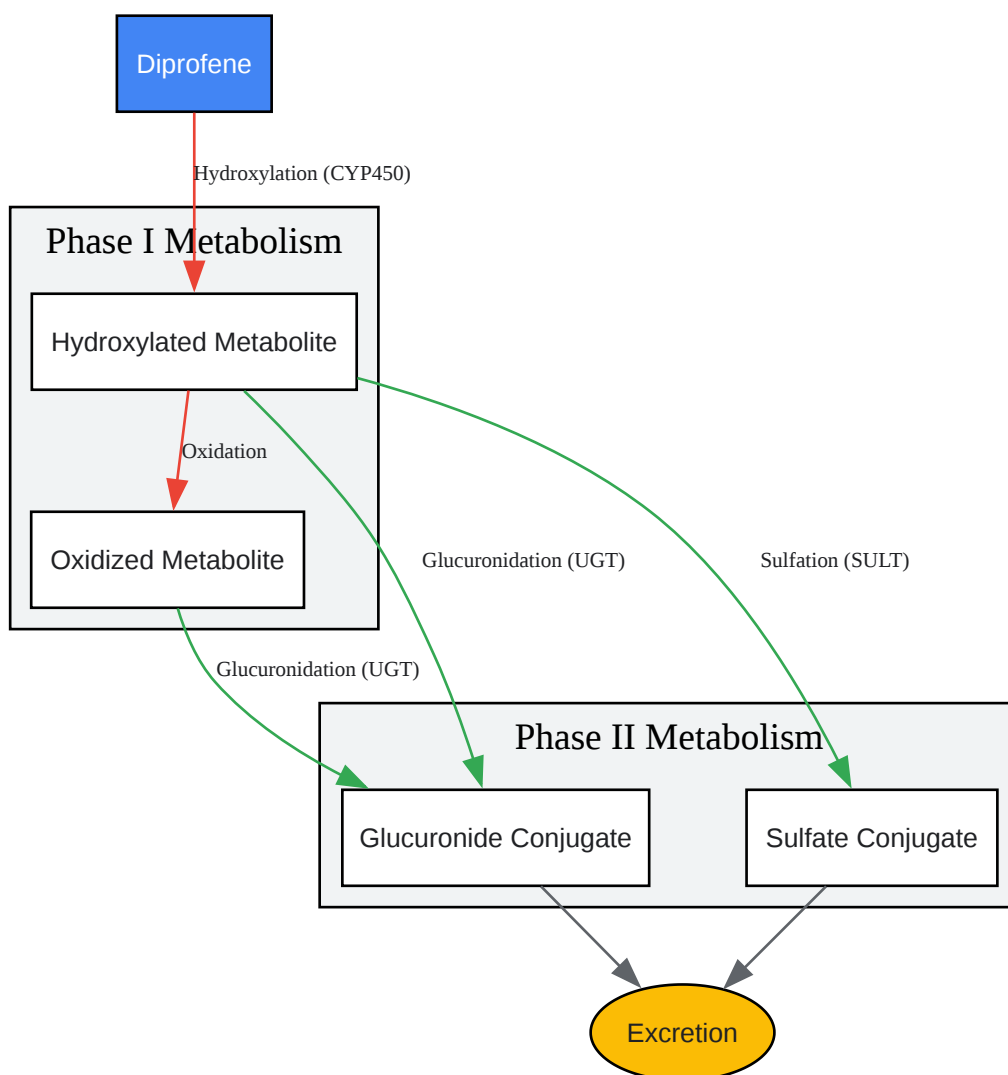 Diprofene
Hydroxylation (CYP450)
Phase I Metabolism
Hydroxylated Metabolite
Oxidation
Oxidized Metabolite
Glucuronidation (UGT)
Sulfation (SULT)
Glucuronidation (UGT)
Phase II Metabolism
Glucuronide Conjugate
Sulfate Conjugate
Excretion